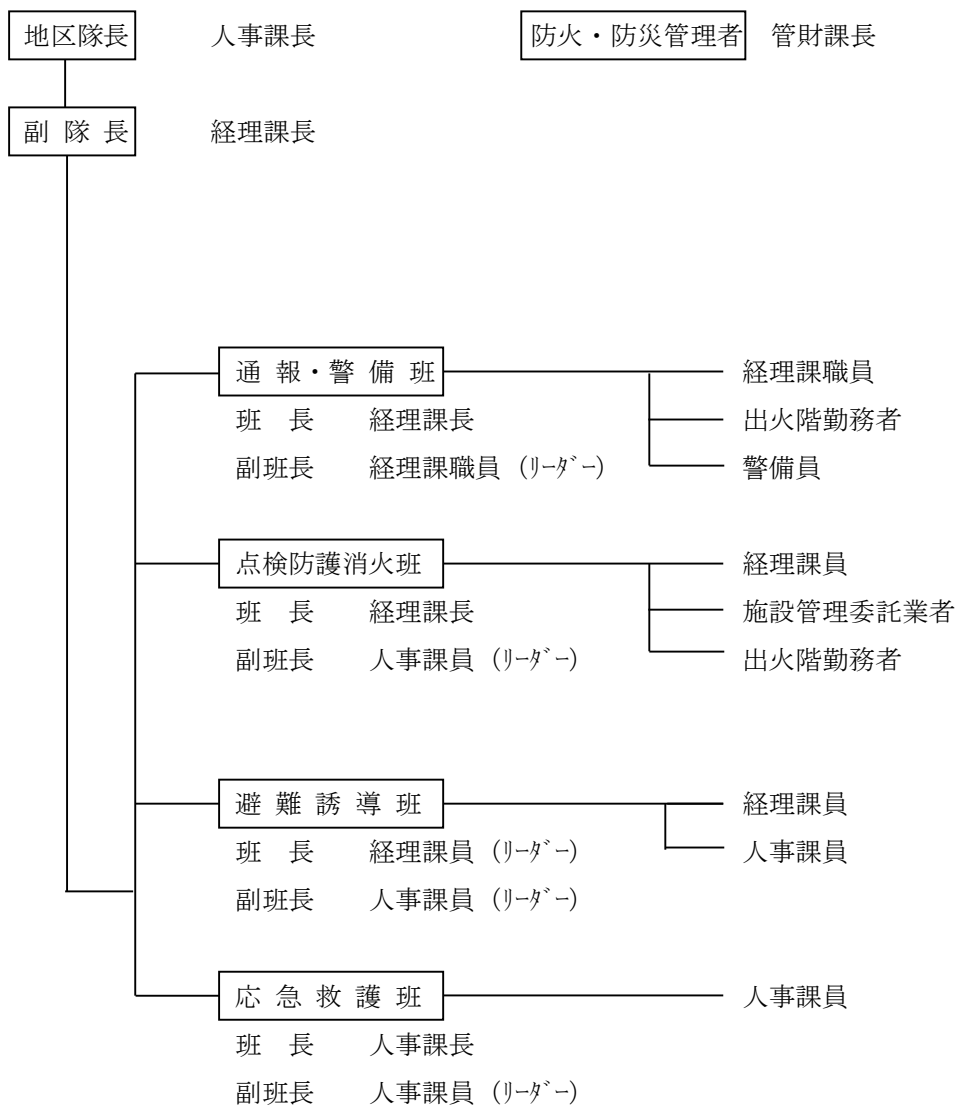 地区隊長 人事課長 防火・防災管理者 管財課長
副 隊 長 経理課長
通 報・警 備 班 経理課職員
班 長 経理課長 出火階勤務者
副班長 経理課職員（ﾘｰﾀﾞｰ） 警備員
点検防護消火班 経理課員
班 長 経理課長 施設管理委託業者
副班長 人事課員（ﾘｰﾀﾞｰ） 出火階勤務者
避 難 誘 導 班 経理課員
班 長 経理課員（ﾘｰﾀﾞｰ） 人事課員
副班長 人事課員（ﾘｰﾀﾞｰ）
応 急 救 護 班 人事課員
班 長 人事課長
副班長 人事課員（ﾘｰﾀﾞｰ）